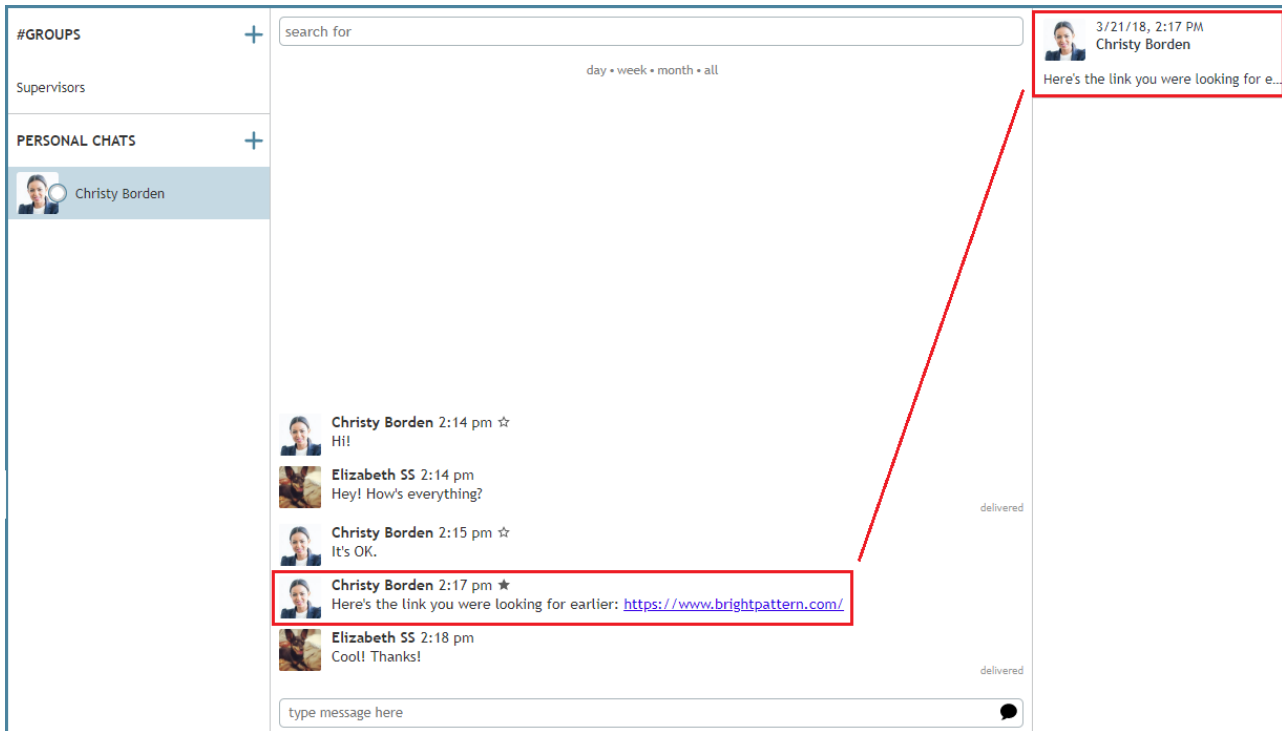 #GROUPS
Supervisors
PERSONAL CHATS
Christy Borden
search for
day • week • month • all
Christy Borden 2:14 pm ☆
Hi!
Elizabeth SS 2:14 pm
Hey! How's everything?
delivered
Christy Borden 2:15 pm ☆
It's OK.
Christy Borden 2:17 pm ★
Here's the link you were looking for earlier: https://www.brightpattern.com/
Elizabeth SS 2:18 pm
Cool! Thanks!
delivered
type message here
3/21/18, 2:17 PM
Christy Borden
Here's the link you were looking for e...